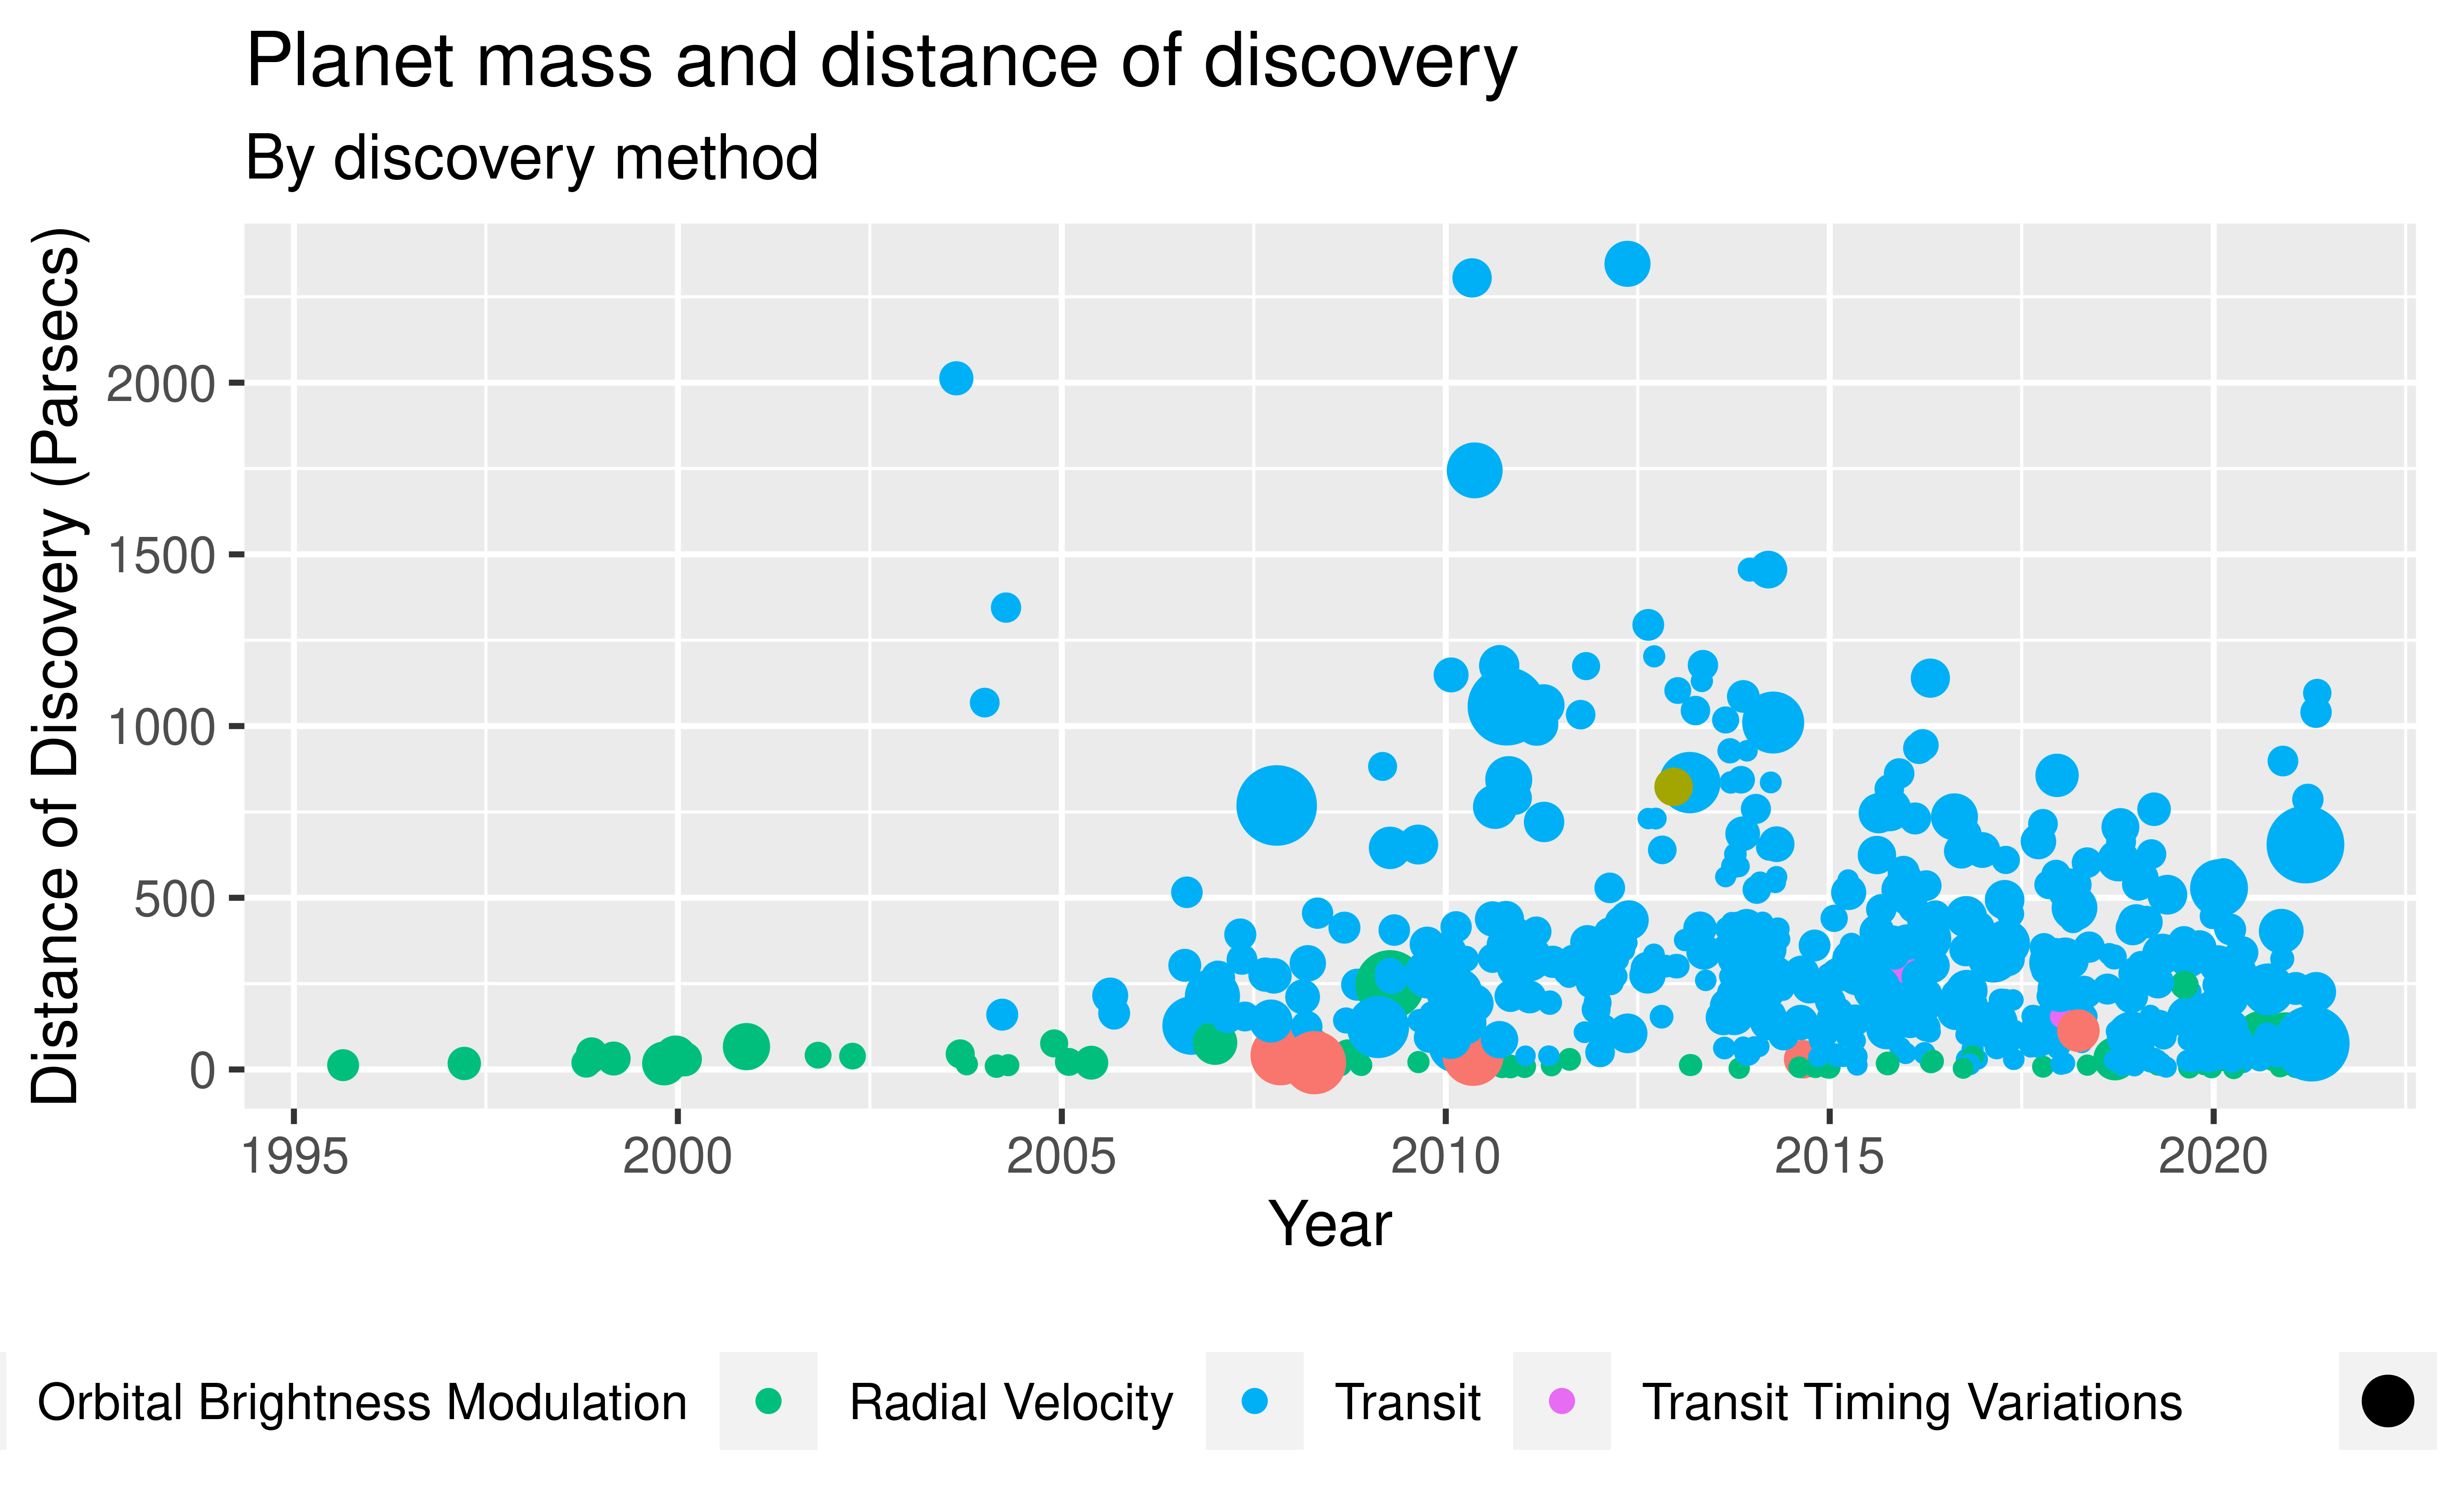 Planet mass and distance of discovery
By discovery method
Distance of Discovery (Parsecs)
2000
1500
1000
500
0
1995 2000 2005 2010 2015 2020
Year
Orbital Brightness Modulation Radial Velocity Transit Transit Timing Variations